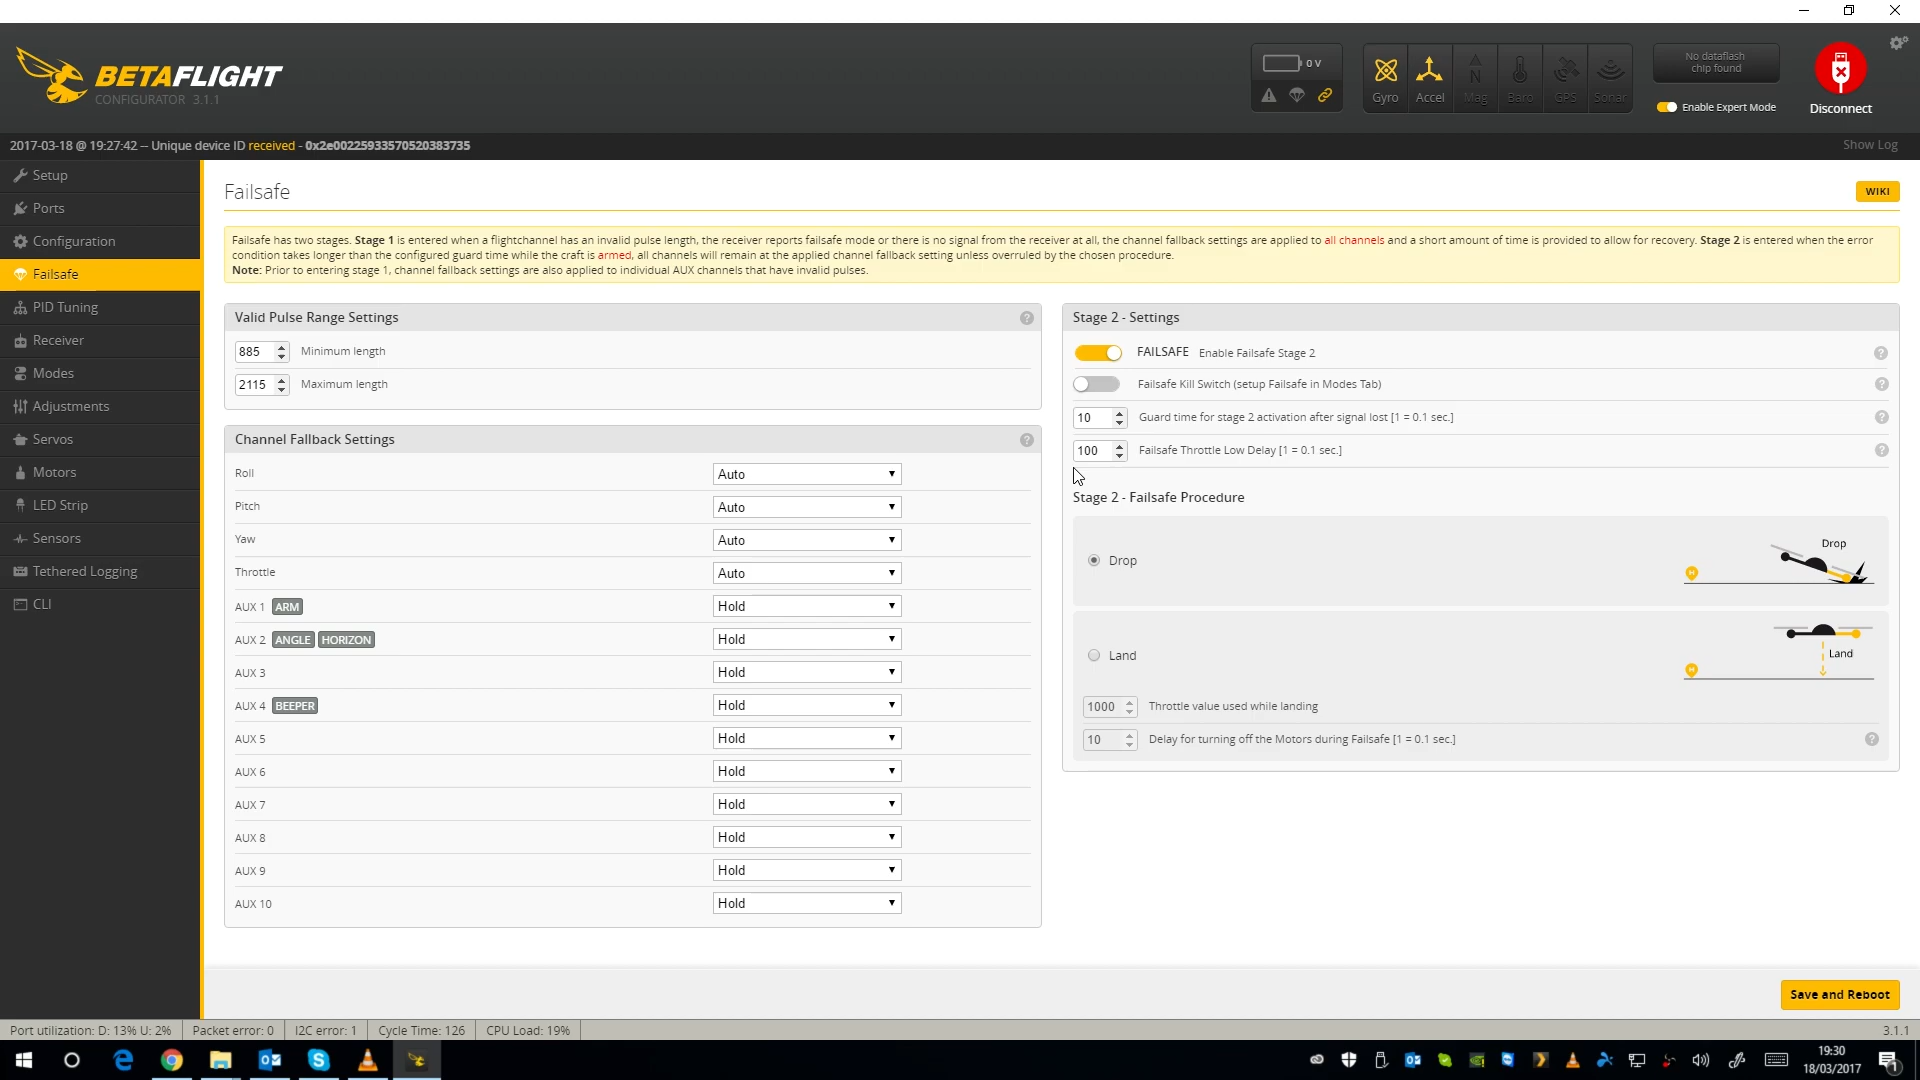 BETAFLIGHT
CONFIGURATOR 3.1.1
0 V
Gyro
Accel
Mag
Baro
GPS
Sonar
No dataflash
chip found
Enable Expert Mode
Disconnect
2017-03-18 @ 19:27:42 -- Unique device ID received - 0x2e00225933570520383735
Show Log
Setup
Ports
Configuration
Failsafe
PID Tuning
Receiver
Modes
Adjustments
Servos
Motors
LED Strip
Sensors
Tethered Logging
CLI
Failsafe
WIKI
Failsafe has two stages. Stage 1 is entered when a flightchannel has an invalid pulse length, the receiver reports failsafe mode or there is no signal from the receiver at all, the channel fallback settings are applied to all channels and a short amount of time is provided to allow for recovery. Stage 2 is entered when the error
condition takes longer than the configured guard time while the craft is armed, all channels will remain at the applied channel fallback setting unless overruled by the chosen procedure.
Note: Prior to entering stage 1, channel fallback settings are also applied to individual AUX channels that have invalid pulses.
Valid Pulse Range Settings
885 Minimum length
2115 Maximum length
Channel Fallback Settings
Roll Auto
Pitch Auto
Yaw Auto
Throttle Auto
AUX 1 ARM Hold
AUX 2 ANGLE HORIZON Hold
AUX 3 Hold
AUX 4 BEEPER Hold
AUX 5 Hold
AUX 6 Hold
AUX 7 Hold
AUX 8 Hold
AUX 9 Hold
AUX 10 Hold
Stage 2 - Settings
FAILSAFE Enable Failsafe Stage 2
Failsafe Kill Switch (setup Failsafe in Modes Tab)
10 Guard time for stage 2 activation after signal lost [1 = 0.1 sec.]
100 Failsafe Throttle Low Delay [1 = 0.1 sec.]
Stage 2 - Failsafe Procedure
Drop
Drop
H
Land
Land
H
1000 Throttle value used while landing
10 Delay for turning off the Motors during Failsafe [1 = 0.1 sec.]
Save and Reboot
Port utilization: D: 13% U: 2% Packet error: 0 I2C error: 1 Cycle Time: 126 CPU Load: 19% 3.1.1
19:30
18/03/2017
1